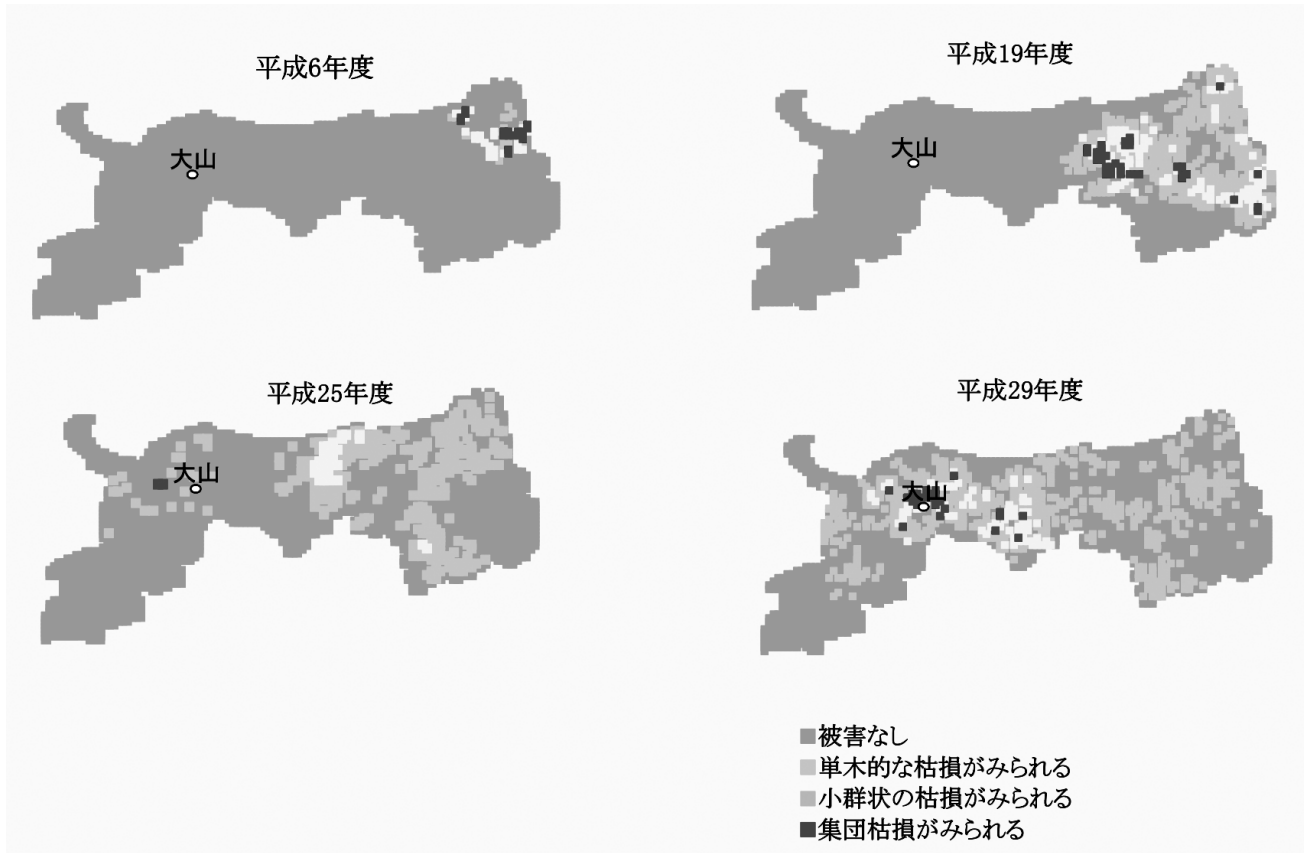 平成6年度
平成19年度
大山
大山
平成25年度
平成29年度
大山
大山
被害なし
単木的な枯損がみられる
小群状の枯損がみられる
集団枯損がみられる